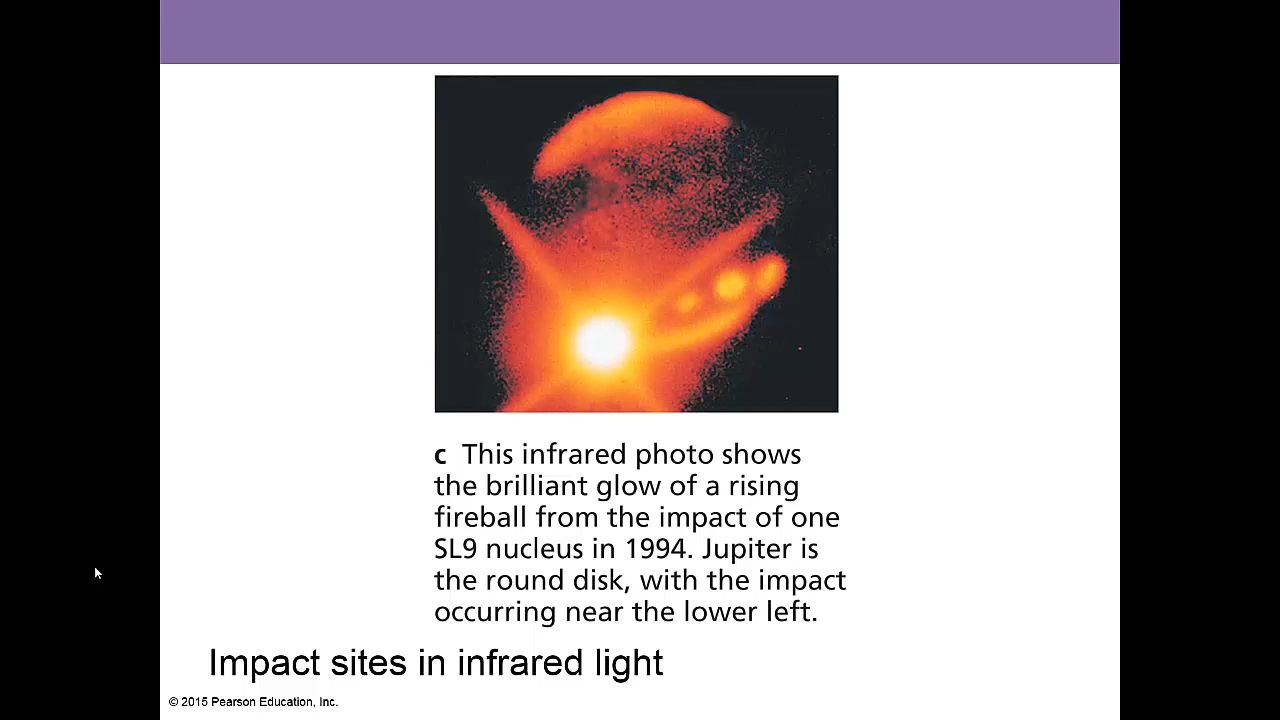 c This infrared photo shows
the brilliant glow of a rising
fireball from the impact of one
SL9 nucleus in 1994. Jupiter is
the round disk, with the impact
occurring near the lower left.
Impact sites in infrared light
© 2015 Pearson Education, Inc.